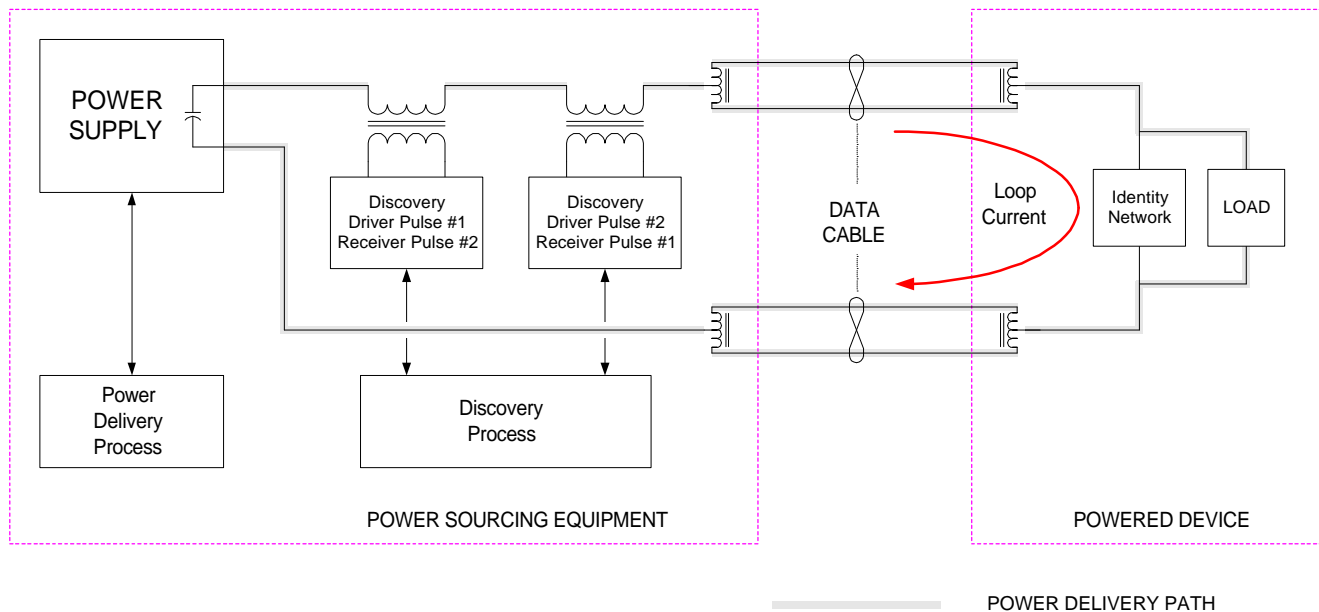 POWER
SUPPLY
Discovery
Driver Pulse #1
Receiver Pulse #2
Discovery
Driver Pulse #2
Receiver Pulse #1
DATA
CABLE
Loop
Current
Identity
Network
LOAD
Power
Delivery
Process
Discovery
Process
POWER SOURCING EQUIPMENT
POWERED DEVICE
POWER DELIVERY PATH